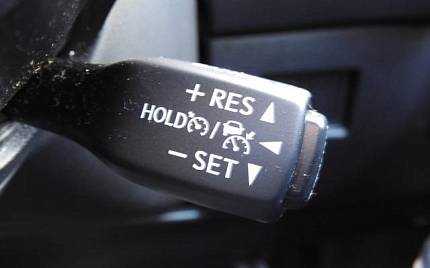 + RES
HOLD /
- SET